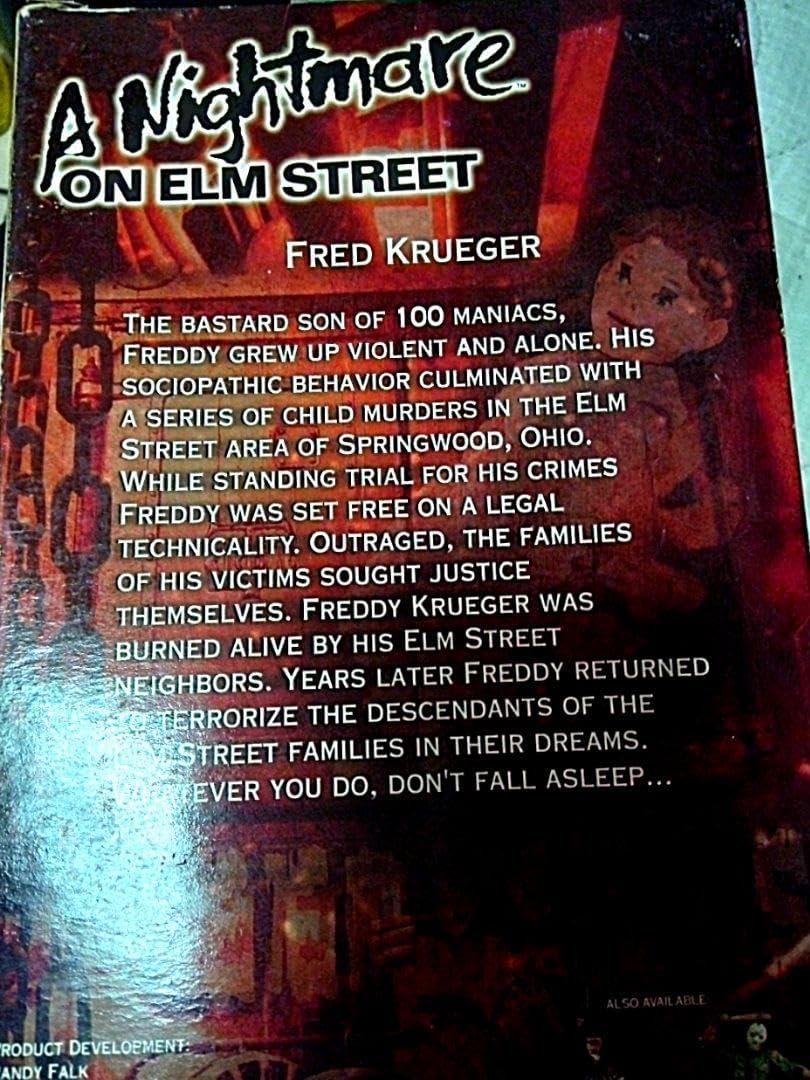 A Nightmare™
ON ELM STREET
FRED KRUEGER
THE BASTARD SON OF 100 MANIACS,
FREDDY GREW UP VIOLENT AND ALONE. HIS
SOCIOPATHIC BEHAVIOR CULMINATED WITH
A SERIES OF CHILD MURDERS IN THE ELM
STREET AREA OF SPRINGWOOD, OHIO.
WHILE STANDING TRIAL FOR HIS CRIMES
FREDDY WAS SET FREE ON A LEGAL
TECHNICALITY. OUTRAGED, THE FAMILIES
OF HIS VICTIMS SOUGHT JUSTICE
THEMSELVES. FREDDY KRUEGER WAS
BURNED ALIVE BY HIS ELM STREET
NEIGHBORS. YEARS LATER FREDDY RETURNED
TO TERRORIZE THE DESCENDANTS OF THE
ELM STREET FAMILIES IN THEIR DREAMS.
WHATEVER YOU DO, DON'T FALL ASLEEP...
ALSO AVAILABLE
RODUCT DEVELOPMENT:
ANDY FALK